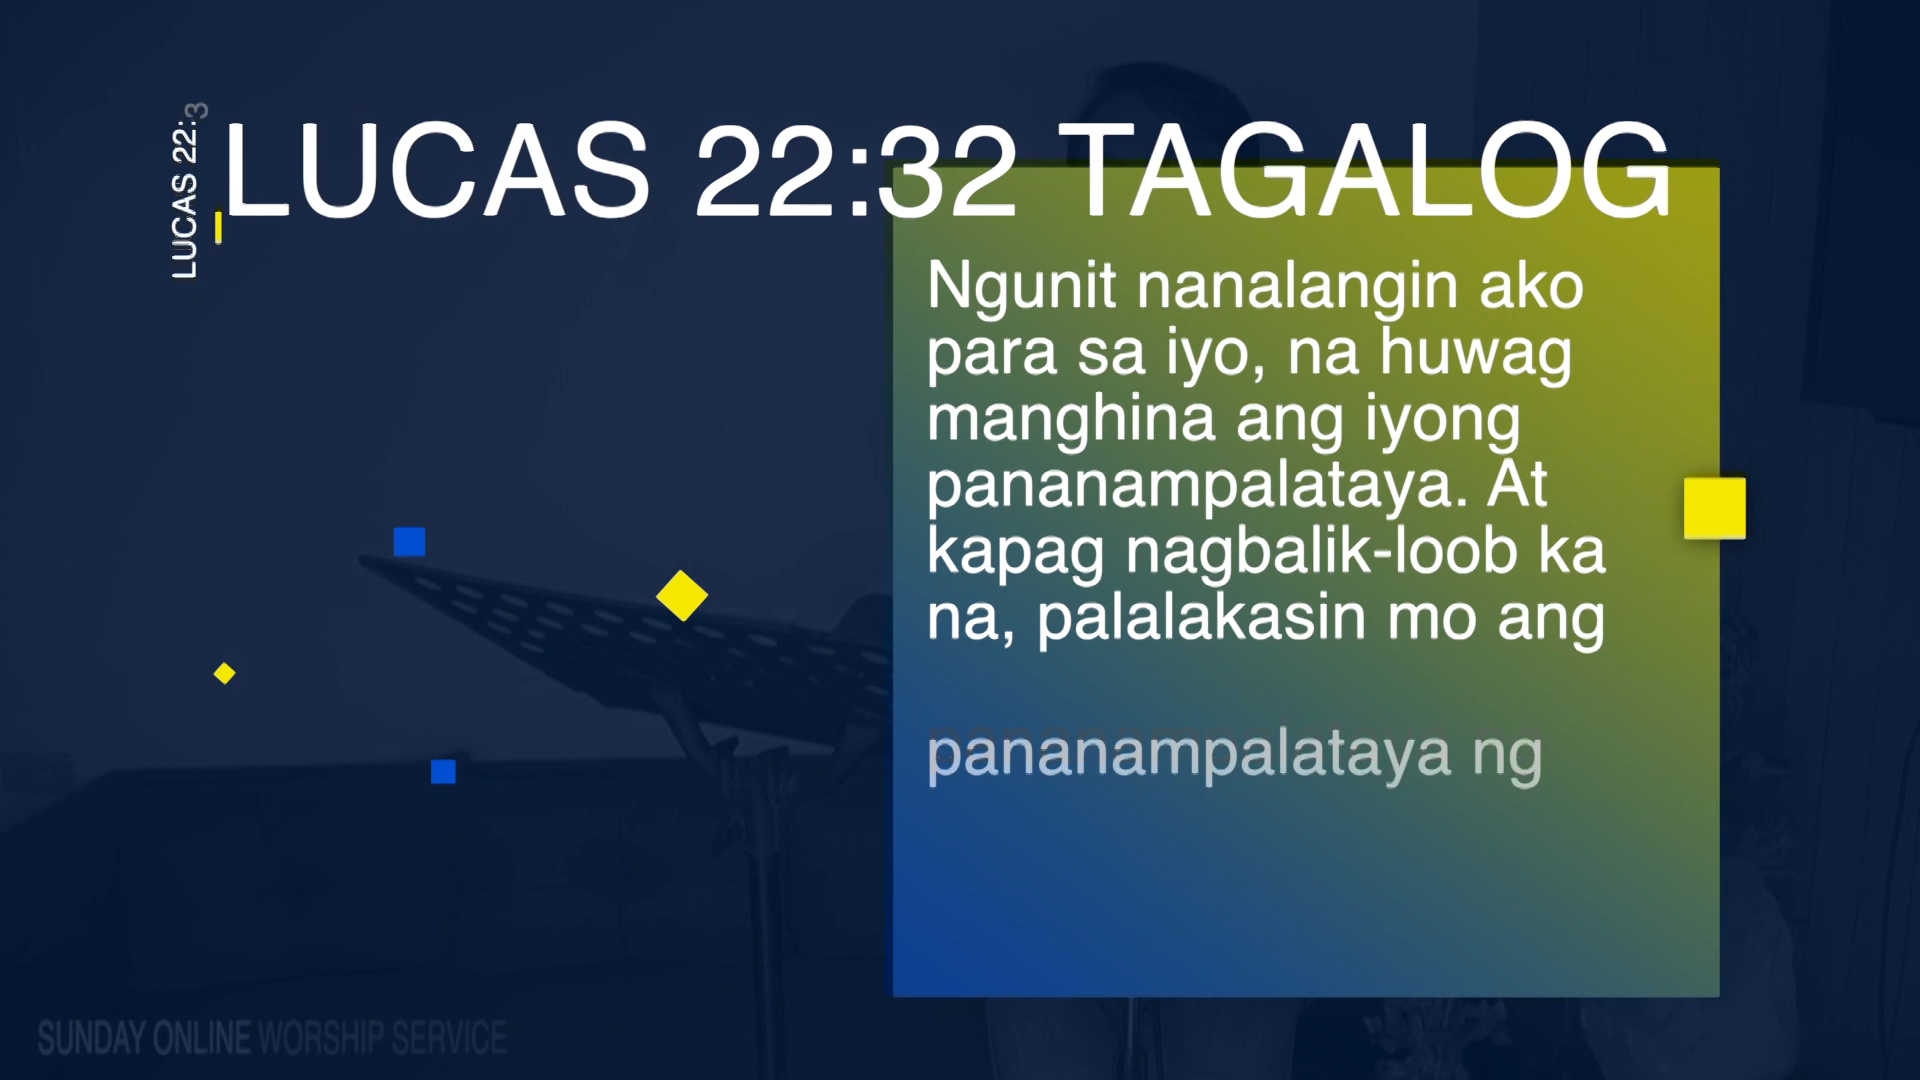 LUCAS 22:3
LUCAS 22:32 TAGALOG
Ngunit nanalangin ako
para sa iyo, na huwag
manghina ang iyong
pananampalataya. At
kapag nagbalik-loob ka
na, palalakasin mo ang
pananampalataya ng
SUNDAY ONLINE WORSHIP SERVICE